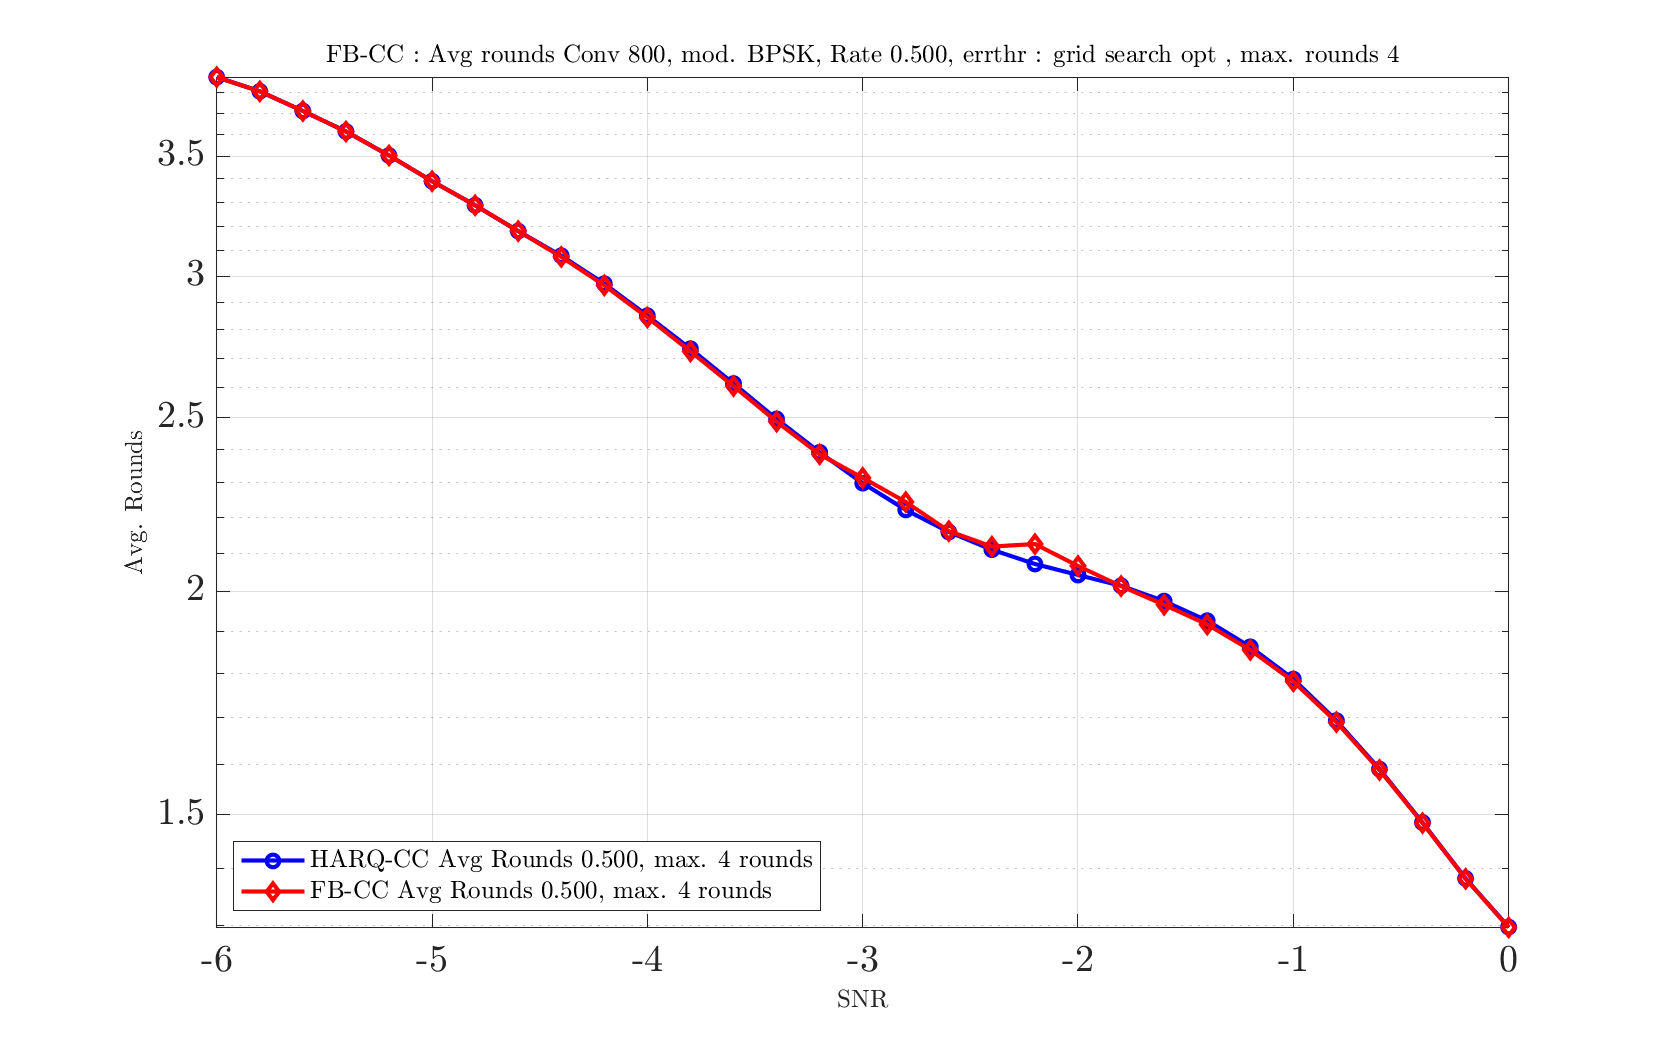 FB-CC : Avg rounds Conv 800, mod. BPSK, Rate 0.500, errthr : grid search opt , max. rounds 4
3.5
3
2.5
2
1.5
Avg. Rounds
HARQ-CC Avg Rounds 0.500, max. 4 rounds
FB-CC Avg Rounds 0.500, max. 4 rounds
-6 -5 -4 -3 -2 -1 0
SNR